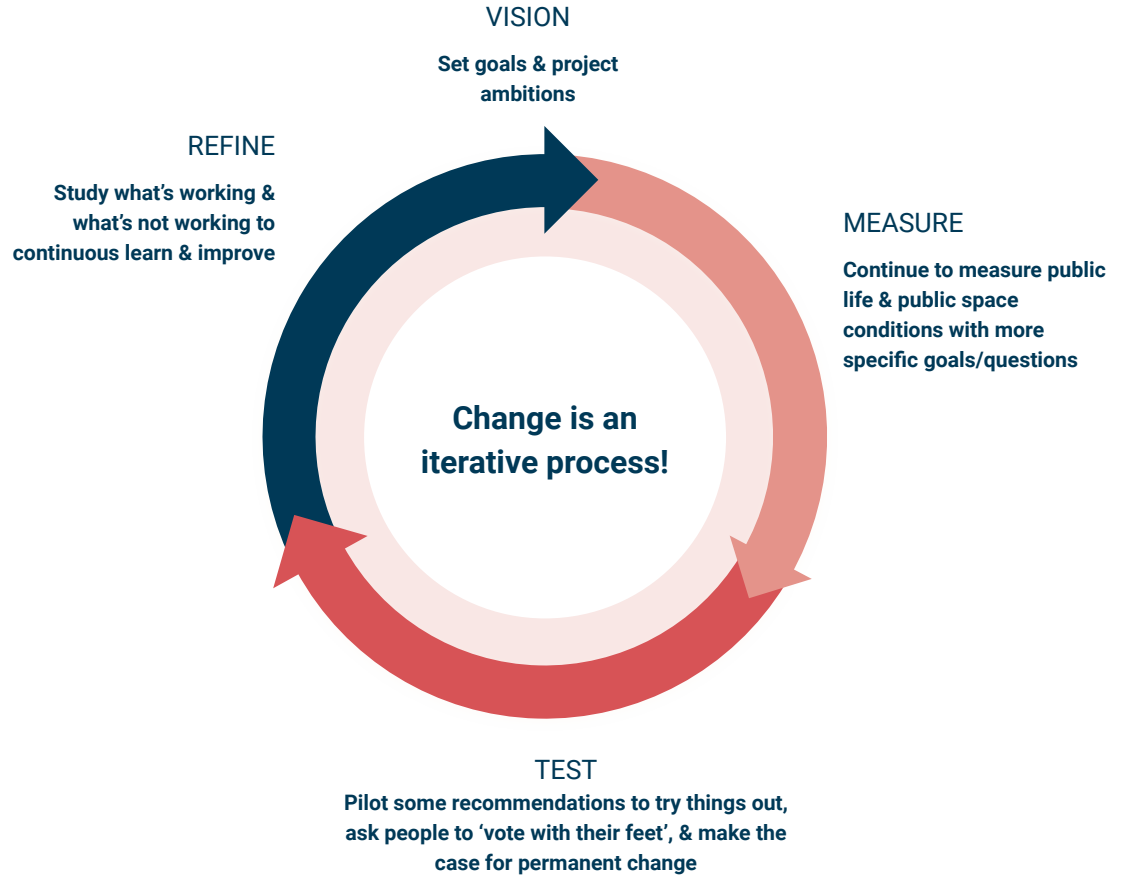 VISION
Set goals & project
ambitions
REFINE
Study what’s working &
what’s not working to
continuous learn & improve
MEASURE
Continue to measure public
life & public space
conditions with more
specific goals/questions
Change is an
iterative process!
TEST
Pilot some recommendations to try things out,
ask people to ‘vote with their feet’, & make the
case for permanent change